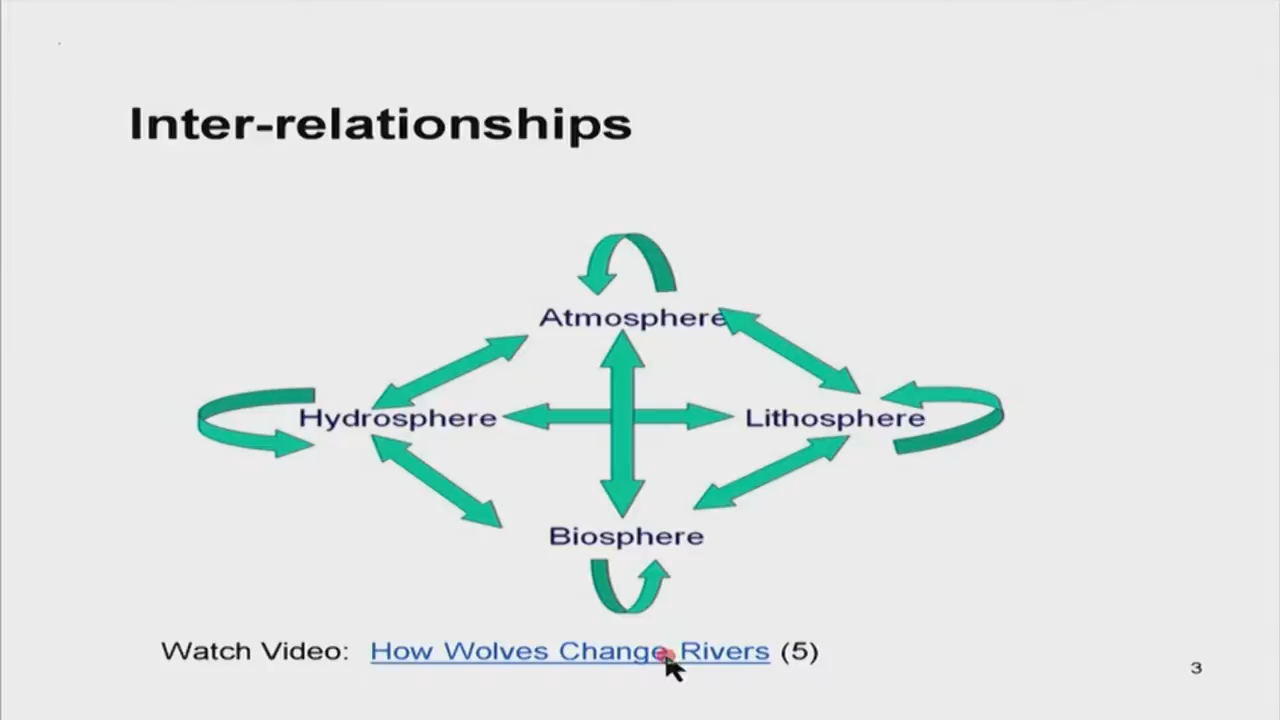 Inter-relationships
Atmosphere
Hydrosphere
Lithosphere
Biosphere
Watch Video: How Wolves Change Rivers (5)
3